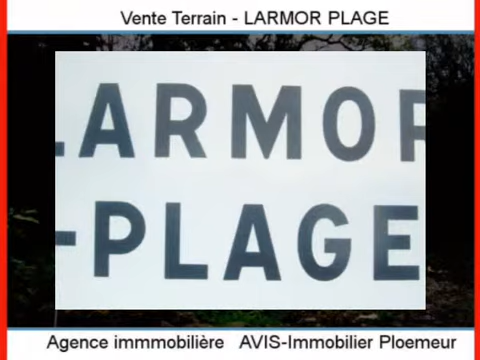 Vente Terrain - LARMOR PLAGE
LARMOR
-PLAGE
Agence immmobilière AVIS-Immobilier Ploemeur